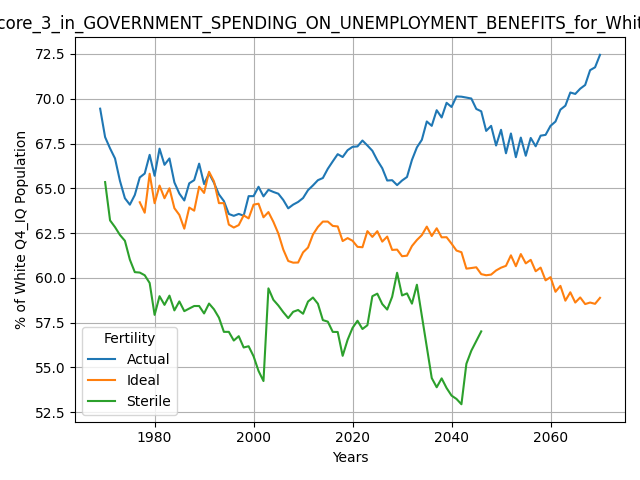 core_3_in_GOVERNMENT_SPENDING_ON_UNEMPLOYMENT_BENEFITS_for_Whit
72.5
70.0
67.5
65.0
62.5
60.0
57.5
55.0
52.5
% of White Q4_IQ Population
Fertility
Actual
Ideal
Sterile
1980
2000
2020
2040
2060
Years